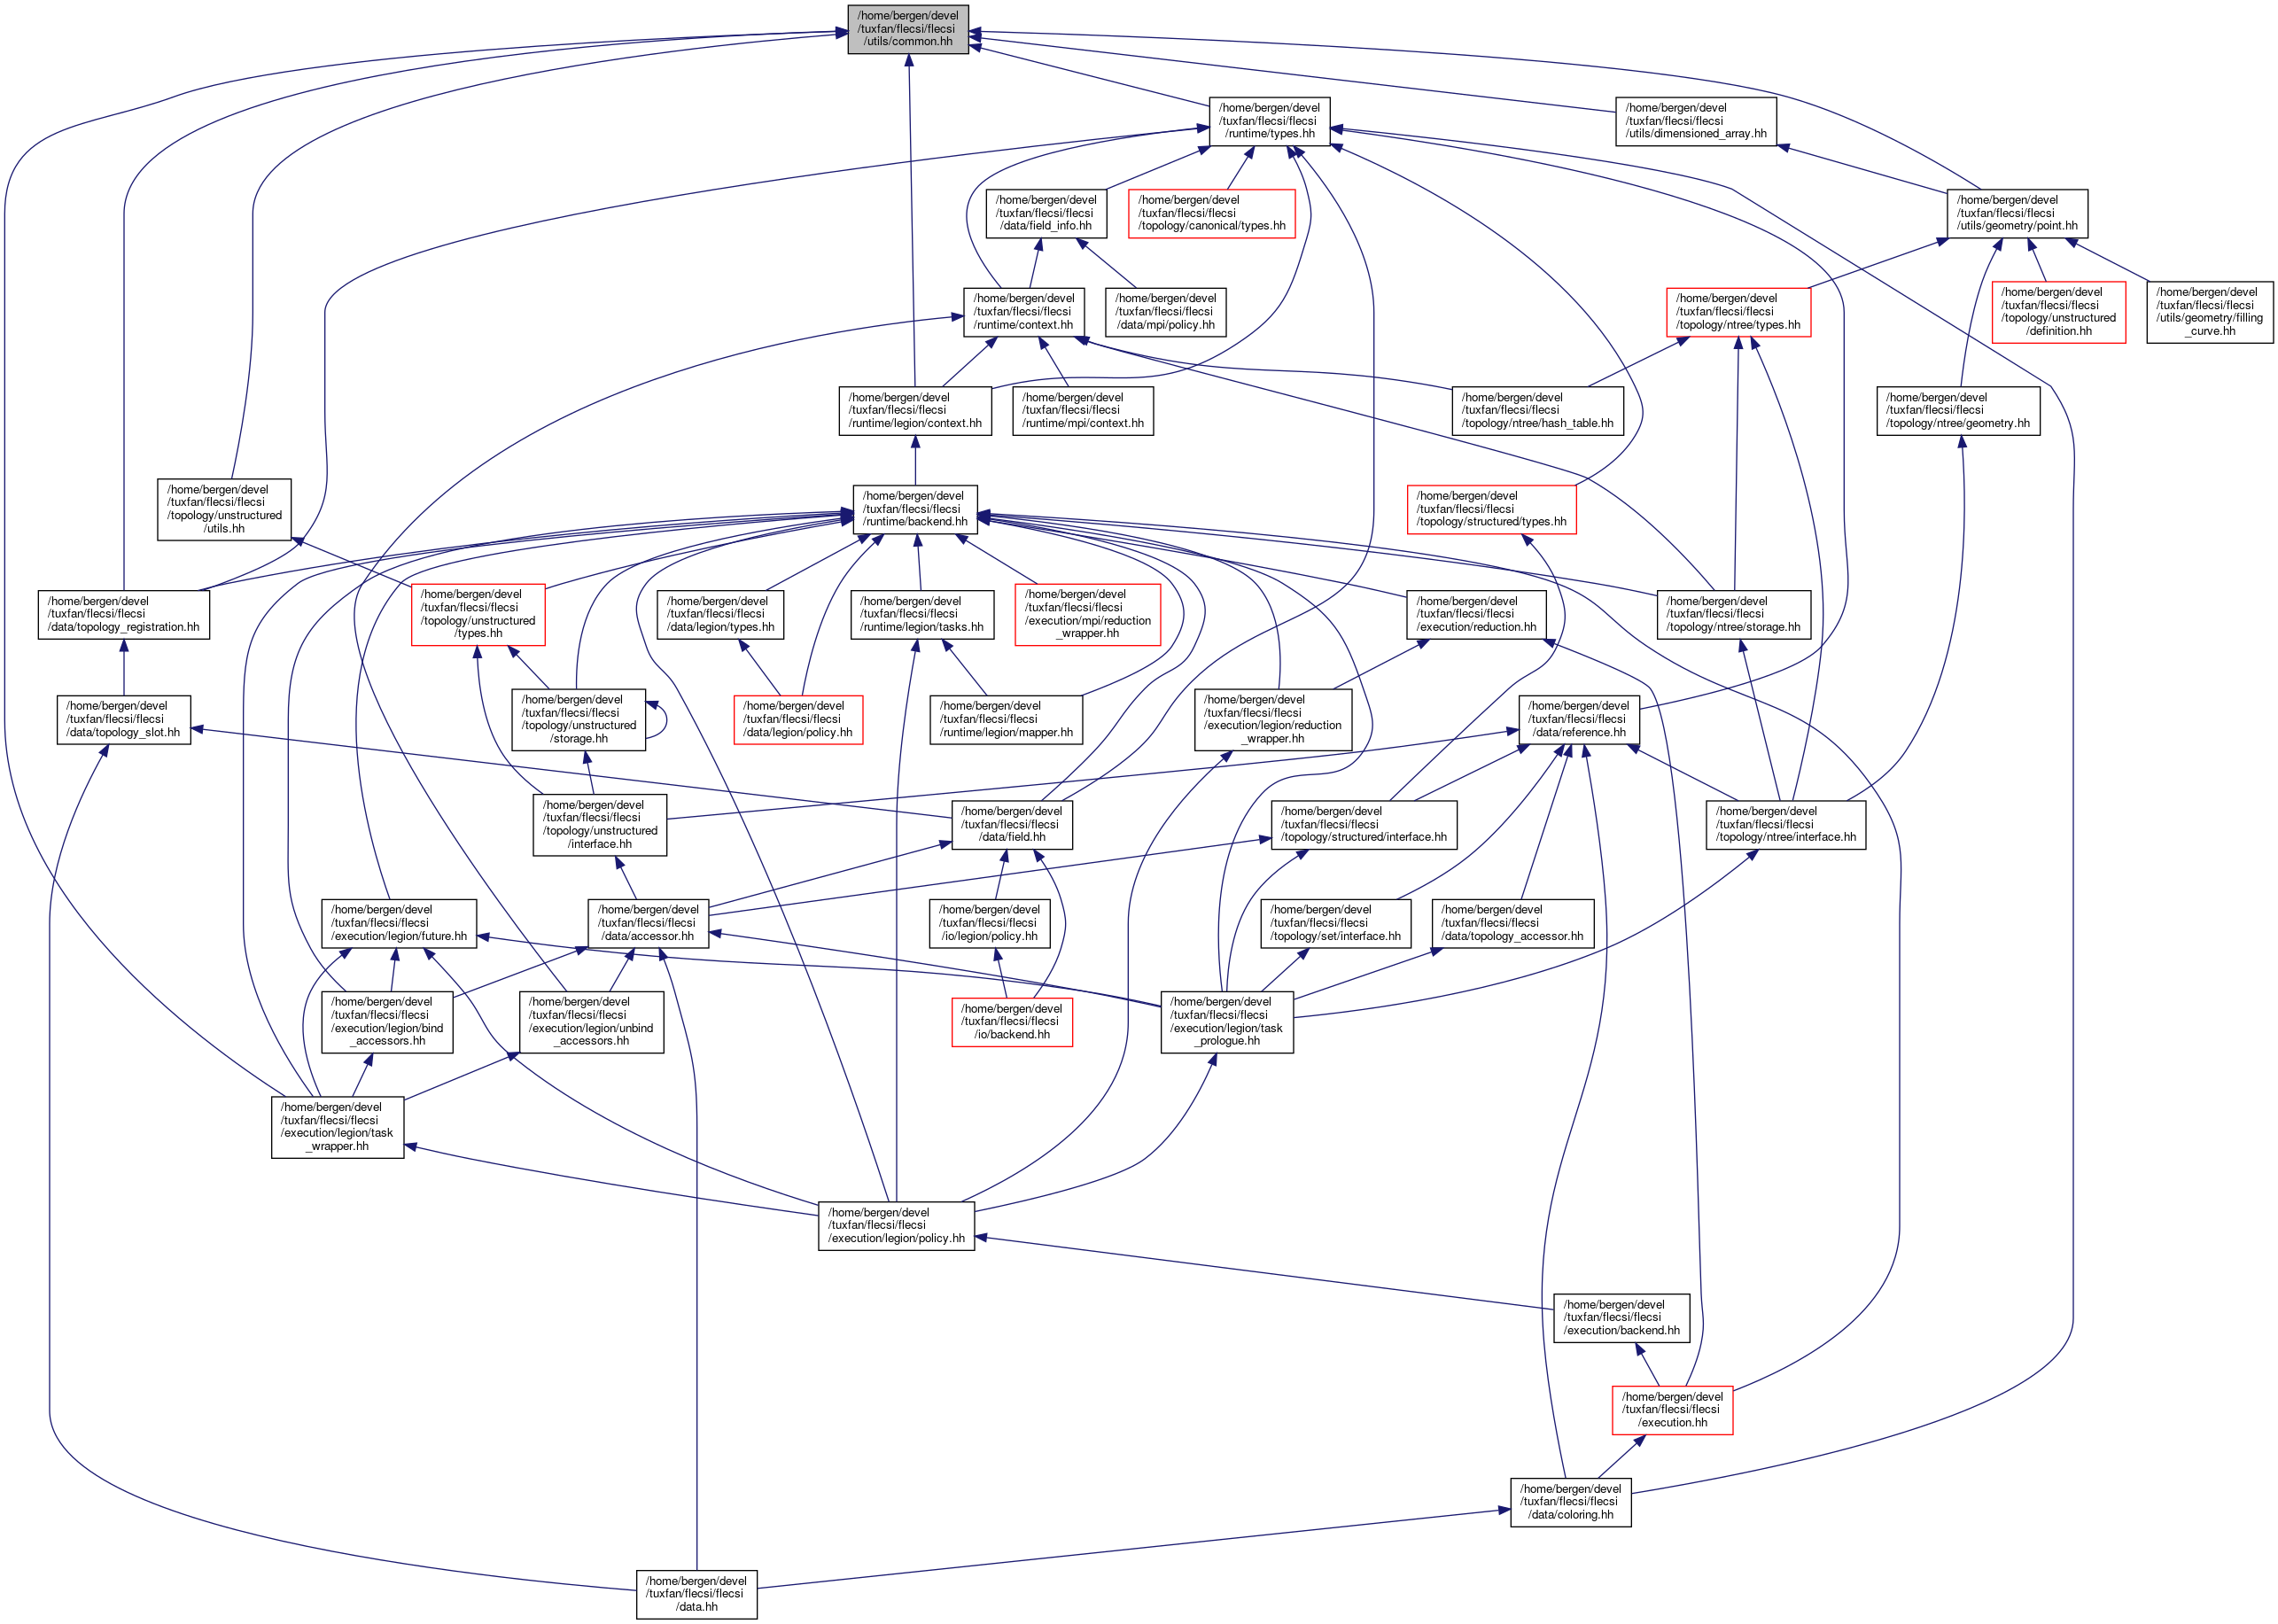 /home/bergen/devel
/tuxfan/flecsi/flecsi
/utils/common.hh
/home/bergen/devel
/tuxfan/flecsi/flecsi
/runtime/types.hh
/home/bergen/devel
/tuxfan/flecsi/flecsi
/utils/dimensioned_array.hh
/home/bergen/devel
/tuxfan/flecsi/flecsi
/data/field_info.hh
/home/bergen/devel
/tuxfan/flecsi/flecsi
/topology/canonical/types.hh
/home/bergen/devel
/tuxfan/flecsi/flecsi
/utils/geometry/point.hh
/home/bergen/devel
/tuxfan/flecsi/flecsi
/runtime/context.hh
/home/bergen/devel
/tuxfan/flecsi/flecsi
/data/mpi/policy.hh
/home/bergen/devel
/tuxfan/flecsi/flecsi
/topology/ntree/types.hh
/home/bergen/devel
/tuxfan/flecsi/flecsi
/topology/unstructured
/definition.hh
/home/bergen/devel
/tuxfan/flecsi/flecsi
/utils/geometry/filling
_curve.hh
/home/bergen/devel
/tuxfan/flecsi/flecsi
/runtime/legion/context.hh
/home/bergen/devel
/tuxfan/flecsi/flecsi
/runtime/mpi/context.hh
/home/bergen/devel
/tuxfan/flecsi/flecsi
/topology/ntree/hash_table.hh
/home/bergen/devel
/tuxfan/flecsi/flecsi
/topology/ntree/geometry.hh
/home/bergen/devel
/tuxfan/flecsi/flecsi
/topology/unstructured
/utils.hh
/home/bergen/devel
/tuxfan/flecsi/flecsi
/runtime/backend.hh
/home/bergen/devel
/tuxfan/flecsi/flecsi
/topology/structured/types.hh
/home/bergen/devel
/tuxfan/flecsi/flecsi
/data/topology_registration.hh
/home/bergen/devel
/tuxfan/flecsi/flecsi
/topology/unstructured
/types.hh
/home/bergen/devel
/tuxfan/flecsi/flecsi
/data/legion/types.hh
/home/bergen/devel
/tuxfan/flecsi/flecsi
/runtime/legion/tasks.hh
/home/bergen/devel
/tuxfan/flecsi/flecsi
/execution/mpi/reduction
_wrapper.hh
/home/bergen/devel
/tuxfan/flecsi/flecsi
/execution/reduction.hh
/home/bergen/devel
/tuxfan/flecsi/flecsi
/topology/ntree/storage.hh
/home/bergen/devel
/tuxfan/flecsi/flecsi
/data/topology_slot.hh
/home/bergen/devel
/tuxfan/flecsi/flecsi
/topology/unstructured
/storage.hh
/home/bergen/devel
/tuxfan/flecsi/flecsi
/data/legion/policy.hh
/home/bergen/devel
/tuxfan/flecsi/flecsi
/runtime/legion/mapper.hh
/home/bergen/devel
/tuxfan/flecsi/flecsi
/execution/legion/reduction
_wrapper.hh
/home/bergen/devel
/tuxfan/flecsi/flecsi
/data/reference.hh
/home/bergen/devel
/tuxfan/flecsi/flecsi
/topology/unstructured
/interface.hh
/home/bergen/devel
/tuxfan/flecsi/flecsi
/data/field.hh
/home/bergen/devel
/tuxfan/flecsi/flecsi
/topology/structured/interface.hh
/home/bergen/devel
/tuxfan/flecsi/flecsi
/topology/ntree/interface.hh
/home/bergen/devel
/tuxfan/flecsi/flecsi
/execution/legion/future.hh
/home/bergen/devel
/tuxfan/flecsi/flecsi
/data/accessor.hh
/home/bergen/devel
/tuxfan/flecsi/flecsi
/io/legion/policy.hh
/home/bergen/devel
/tuxfan/flecsi/flecsi
/topology/set/interface.hh
/home/bergen/devel
/tuxfan/flecsi/flecsi
/data/topology_accessor.hh
/home/bergen/devel
/tuxfan/flecsi/flecsi
/execution/legion/bind
_accessors.hh
/home/bergen/devel
/tuxfan/flecsi/flecsi
/execution/legion/unbind
_accessors.hh
/home/bergen/devel
/tuxfan/flecsi/flecsi
/io/backend.hh
/home/bergen/devel
/tuxfan/flecsi/flecsi
/execution/legion/task
_prologue.hh
/home/bergen/devel
/tuxfan/flecsi/flecsi
/execution/legion/task
_wrapper.hh
/home/bergen/devel
/tuxfan/flecsi/flecsi
/execution/legion/policy.hh
/home/bergen/devel
/tuxfan/flecsi/flecsi
/execution/backend.hh
/home/bergen/devel
/tuxfan/flecsi/flecsi
/execution.hh
/home/bergen/devel
/tuxfan/flecsi/flecsi
/data/coloring.hh
/home/bergen/devel
/tuxfan/flecsi/flecsi
/data.hh